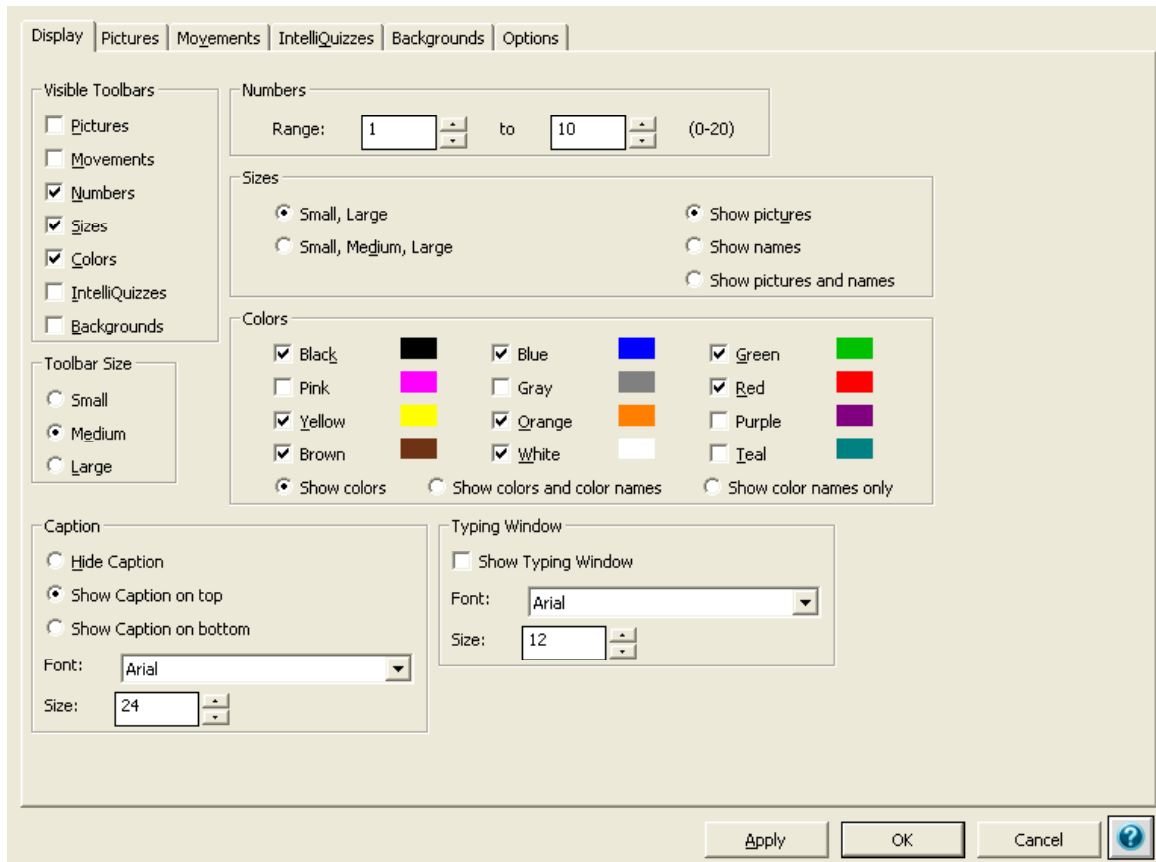 Display Pictures Movements IntelliQuizzes Backgrounds Options
Visible Toolbars
Pictures
Movements
Numbers
Sizes
Colors
IntelliQuizzes
Backgrounds
Toolbar Size
Small
Medium
Large
Numbers
Range: 1 to 10 (0-20)
Sizes
Small, Large Show pictures
Small, Medium, Large Show names
Show pictures and names
Colors
Black Blue Green
Pink Gray Red
Yellow Orange Purple
Brown White Teal
Show colors Show colors and color names Show color names only
Caption
Hide Caption
Show Caption on top
Show Caption on bottom
Font: Arial
Size: 24
Typing Window
Show Typing Window
Font: Arial
Size: 12
Apply OK Cancel ?